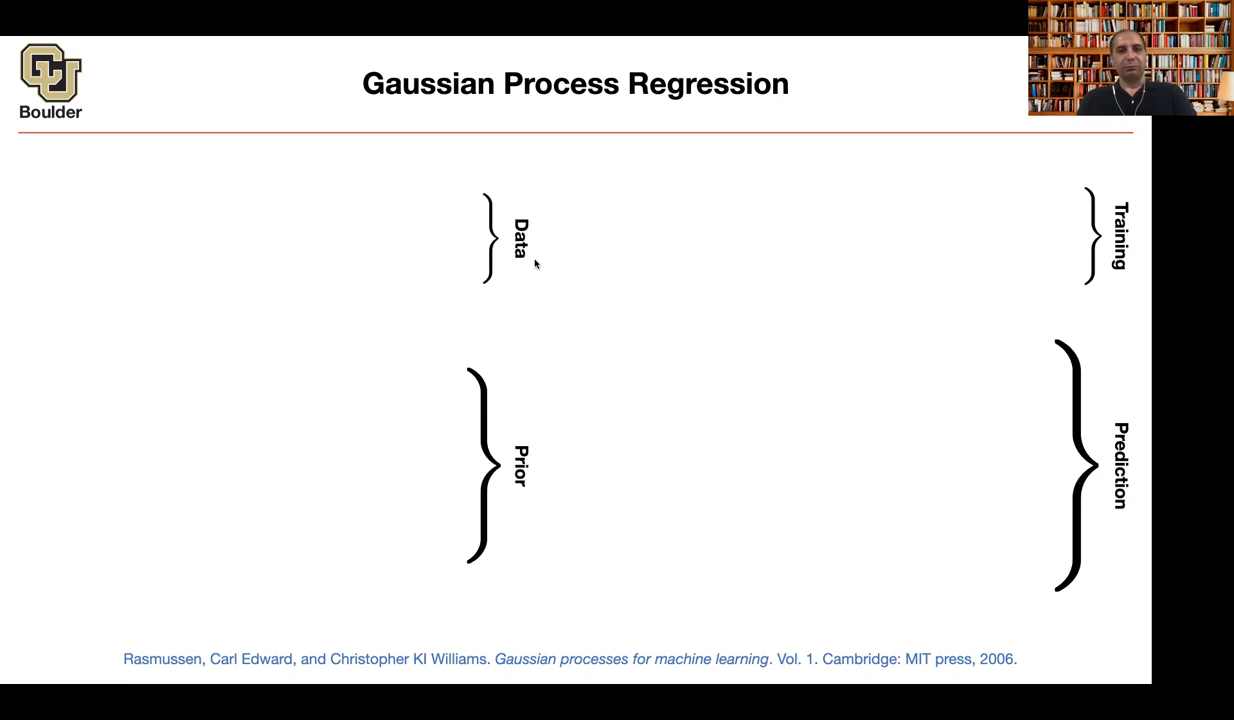 CU
Boulder
Gaussian Process Regression
Data
Training
Prior
Prediction
Rasmussen, Carl Edward, and Christopher KI Williams. Gaussian processes for machine learning. Vol. 1. Cambridge: MIT press, 2006.